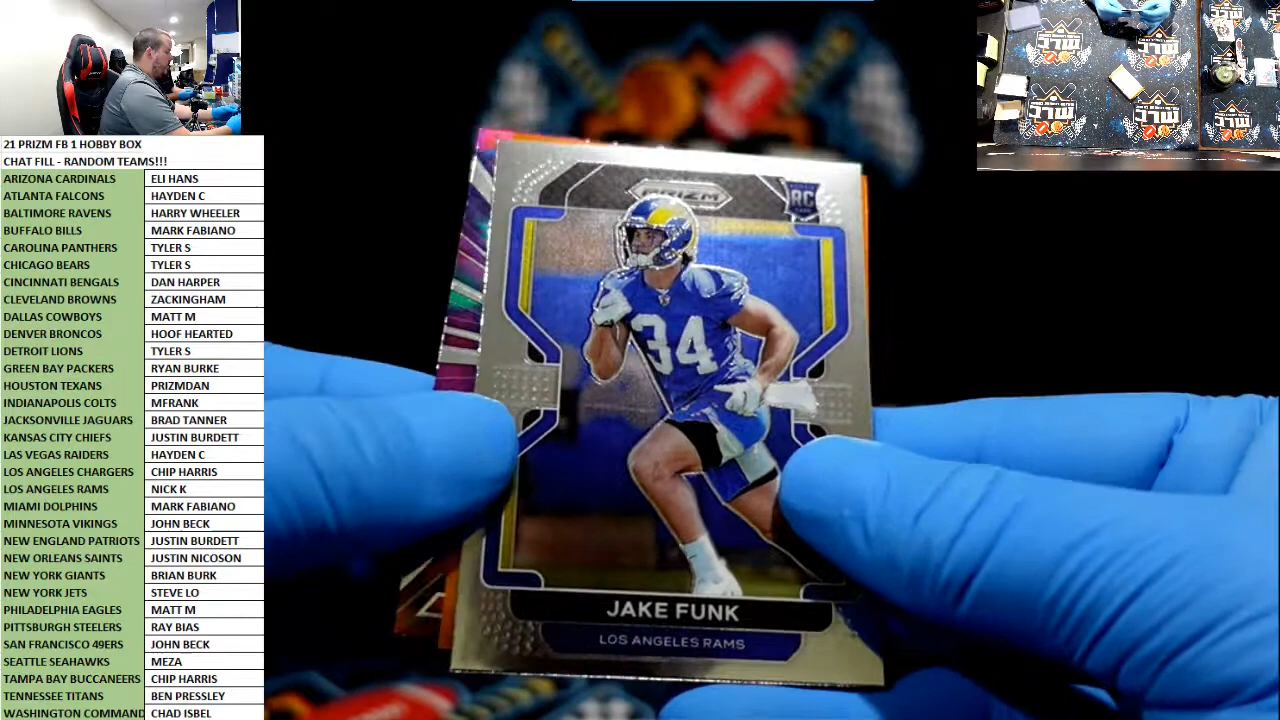 21 PRIZM FB 1 HOBBY BOX
CHAT FILL - RANDOM TEAMS!!!
ARIZONA CARDINALS ELI HANS
ATLANTA FALCONS HAYDEN C
BALTIMORE RAVENS HARRY WHEELER
BUFFALO BILLS MARK FABIANO
CAROLINA PANTHERS TYLER S
CHICAGO BEARS TYLER S
CINCINNATI BENGALS DAN HARPER
CLEVELAND BROWNS ZACKINGHAM
DALLAS COWBOYS MATT M
DENVER BRONCOS HOOF HEARTED
DETROIT LIONS TYLER S
GREEN BAY PACKERS RYAN BURKE
HOUSTON TEXANS PRIZMDAN
INDIANAPOLIS COLTS MFRANK
JACKSONVILLE JAGUARS BRAD TANNER
KANSAS CITY CHIEFS JUSTIN BURDETT
LAS VEGAS RAIDERS HAYDEN C
LOS ANGELES CHARGERS CHIP HARRIS
LOS ANGELES RAMS NICK K
MIAMI DOLPHINS MARK FABIANO
MINNESOTA VIKINGS JOHN BECK
NEW ENGLAND PATRIOTS JUSTIN BURDETT
NEW ORLEANS SAINTS JUSTIN NICOSON
NEW YORK GIANTS BRIAN BURK
NEW YORK JETS STEVE LO
PHILADELPHIA EAGLES MATT M
PITTSBURGH STEELERS RAY BIAS
SAN FRANCISCO 49ERS JOHN BECK
SEATTLE SEAHAWKS MEZA
TAMPA BAY BUCCANEERS CHIP HARRIS
TENNESSEE TITANS BEN PRESSLEY
WASHINGTON COMMAND CHAD ISBEL
PRIZM
RC
34
JAKE FUNK
LOS ANGELES RAMS